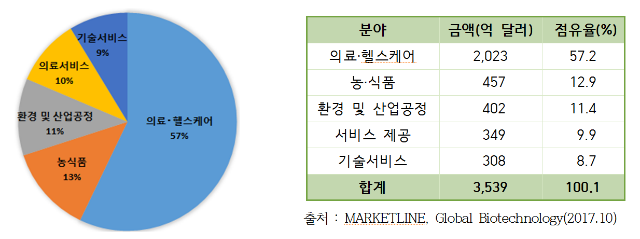 기술서비스
9%
의료서비스
10%
환경 및 산업공정
11%
농식품
13%
의료·헬스케어
57%
분야 금액(억 달러) 점유율(%)
의료·헬스케어 2,023 57.2
농·식품 457 12.9
환경 및 산업공정 402 11.4
서비스 제공 349 9.9
기술서비스 308 8.7
합계 3,539 100.1
출처 : MARKETLINE, Global Biotechnology(2017.10)